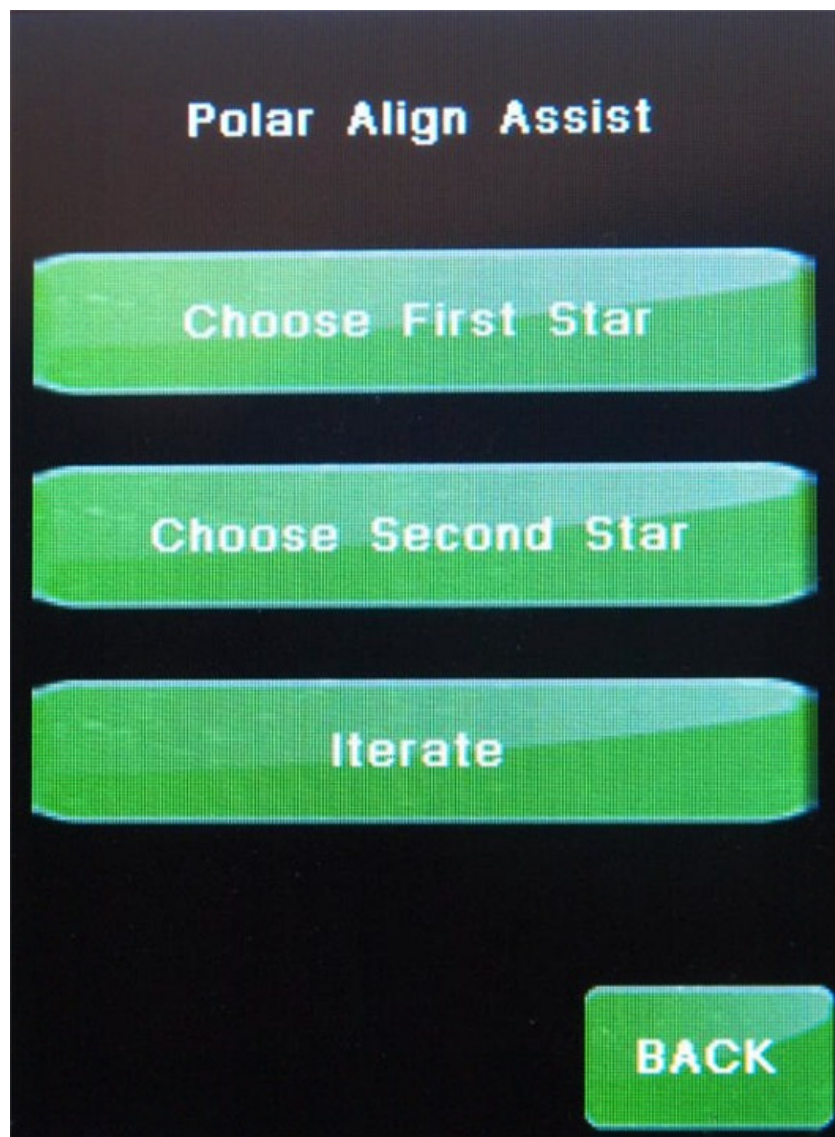 Polar Align Assist
Choose First Star
Choose Second Star
Iterate
BACK